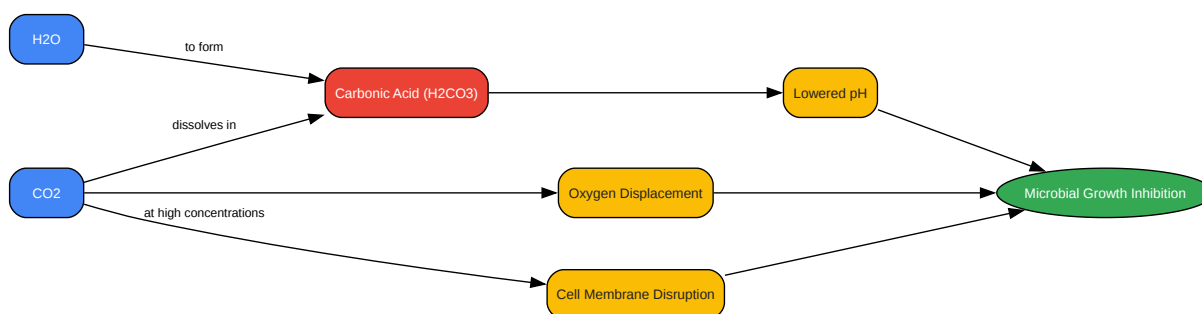 H2O
to form
Carbonic Acid (H2CO3)
Lowered pH
dissolves in
CO2
Oxygen Displacement
Microbial Growth Inhibition
at high concentrations
Cell Membrane Disruption